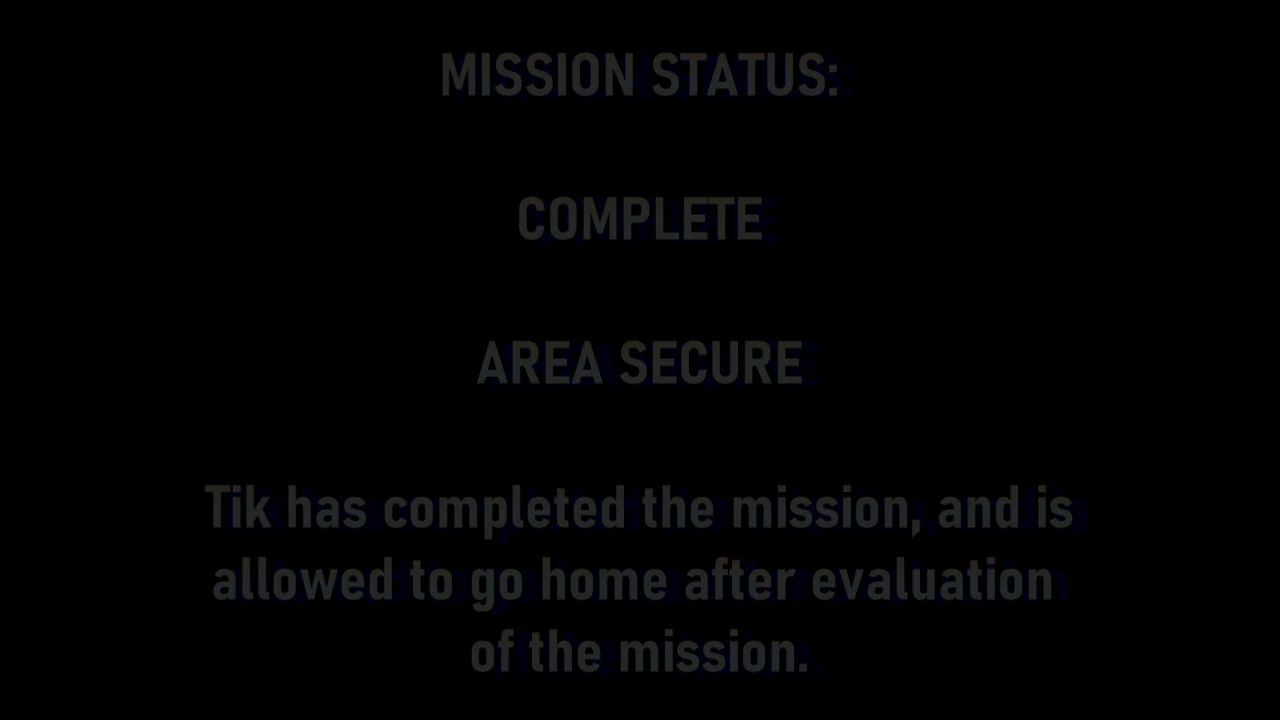 MISSION STATUS:
COMPLETE
AREA SECURE
Tik has completed the mission, and is
allowed to go home after evaluation
of the mission.